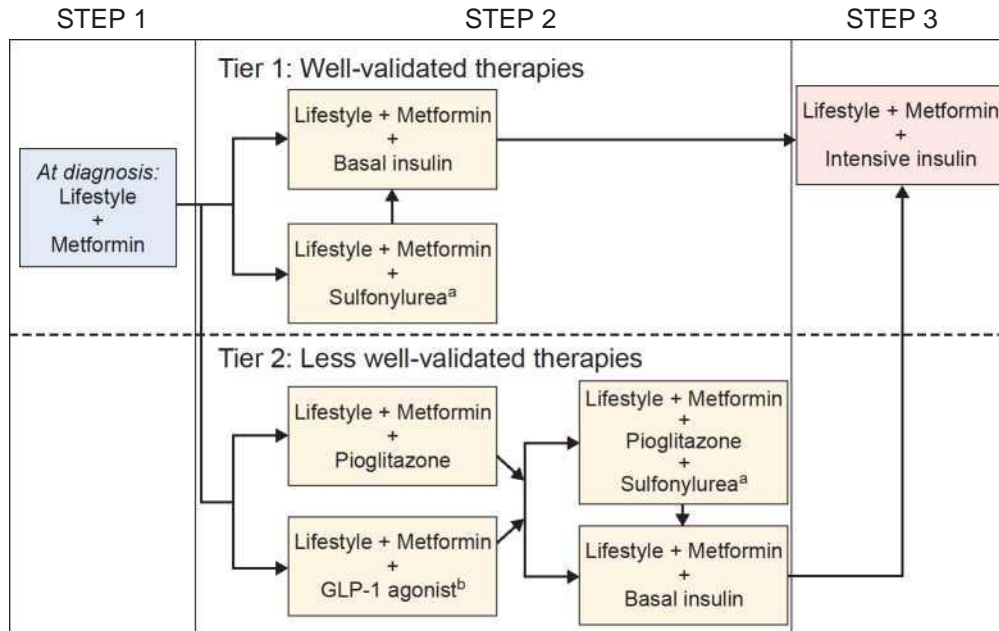 STEP 1
STEP 2
STEP 3
Tier 1: Well-validated therapies
At diagnosis:
Lifestyle
+
Metformin
Lifestyle + Metformin
+
Basal insulin
Lifestyle + Metformin
+
Sulfonylureaᵃ
Lifestyle + Metformin
+
Intensive insulin
Tier 2: Less well-validated therapies
Lifestyle + Metformin
+
Pioglitazone
Lifestyle + Metformin
+
GLP-1 agonistᵇ
Lifestyle + Metformin
+
Pioglitazone
+
Sulfonylureaᵃ
Lifestyle + Metformin
+
Basal insulin